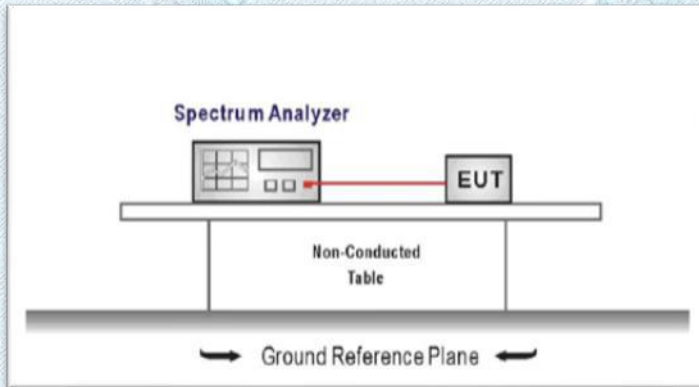 Spectrum Analyzer
EUT
Non-Conducted
Table
Ground Reference Plane